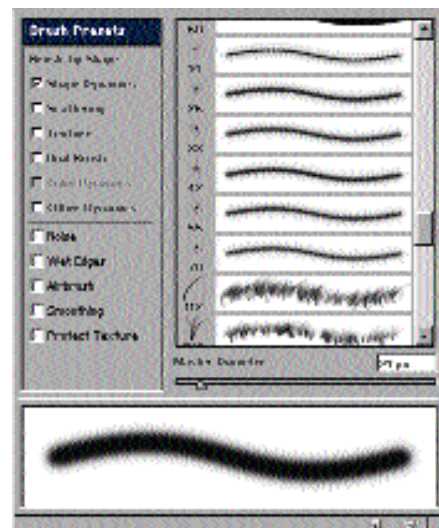 Brush Presets
Brush Tip Shape
Shape Dynamics
Scattering
Texture
Dual Brush
Color Dynamics
Other Dynamics
Noise
Wet Edges
Airbrush
Smoothing
Protect Texture
Master Diameter
px